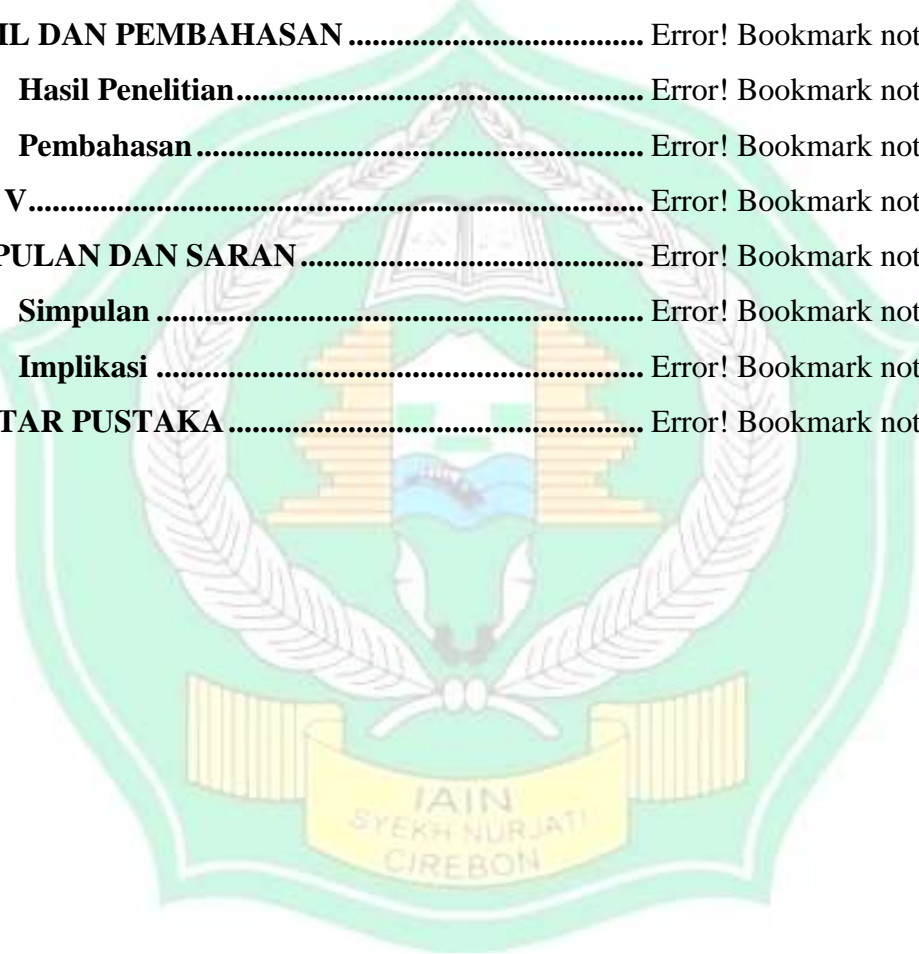 IL DAN PEMBAHASAN .................................... Error! Bookmark not
Hasil Penelitian.................................................. Error! Bookmark not
Pembahasan ....................................................... Error! Bookmark not
V............................................................................ Error! Bookmark not
PULAN DAN SARAN .......................................... Error! Bookmark not
Simpulan ............................................................ Error! Bookmark not
Implikasi ............................................................ Error! Bookmark not
TAR PUSTAKA ................................................... Error! Bookmark not
IAIN
SYEKH NURJATI
CIREBON